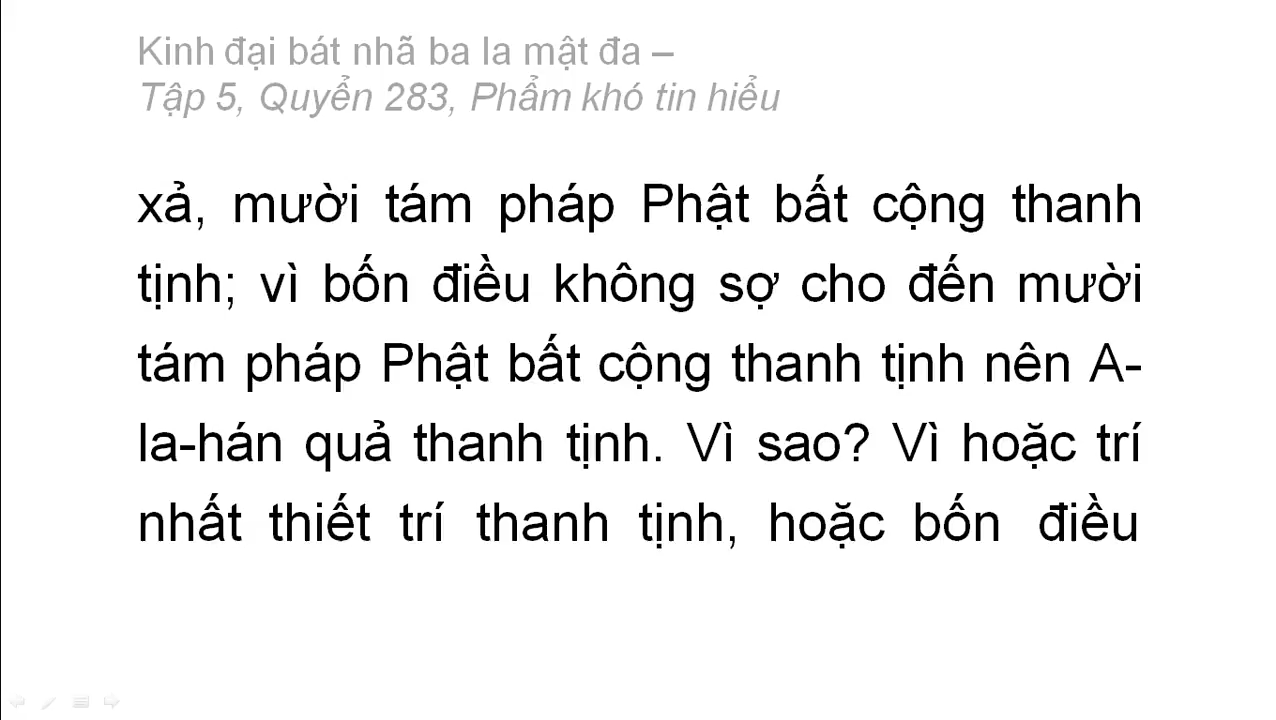 Kinh đại bát nhã ba la mật đa –
Tập 5, Quyển 283, Phẩm khó tin hiểu
xả, mười tám pháp Phật bất cộng thanh
tịnh; vì bốn điều không sợ cho đến mười
tám pháp Phật bất cộng thanh tịnh nên A-
la-hán quả thanh tịnh. Vì sao? Vì hoặc trí
nhất thiết trí thanh tịnh, hoặc bốn điều